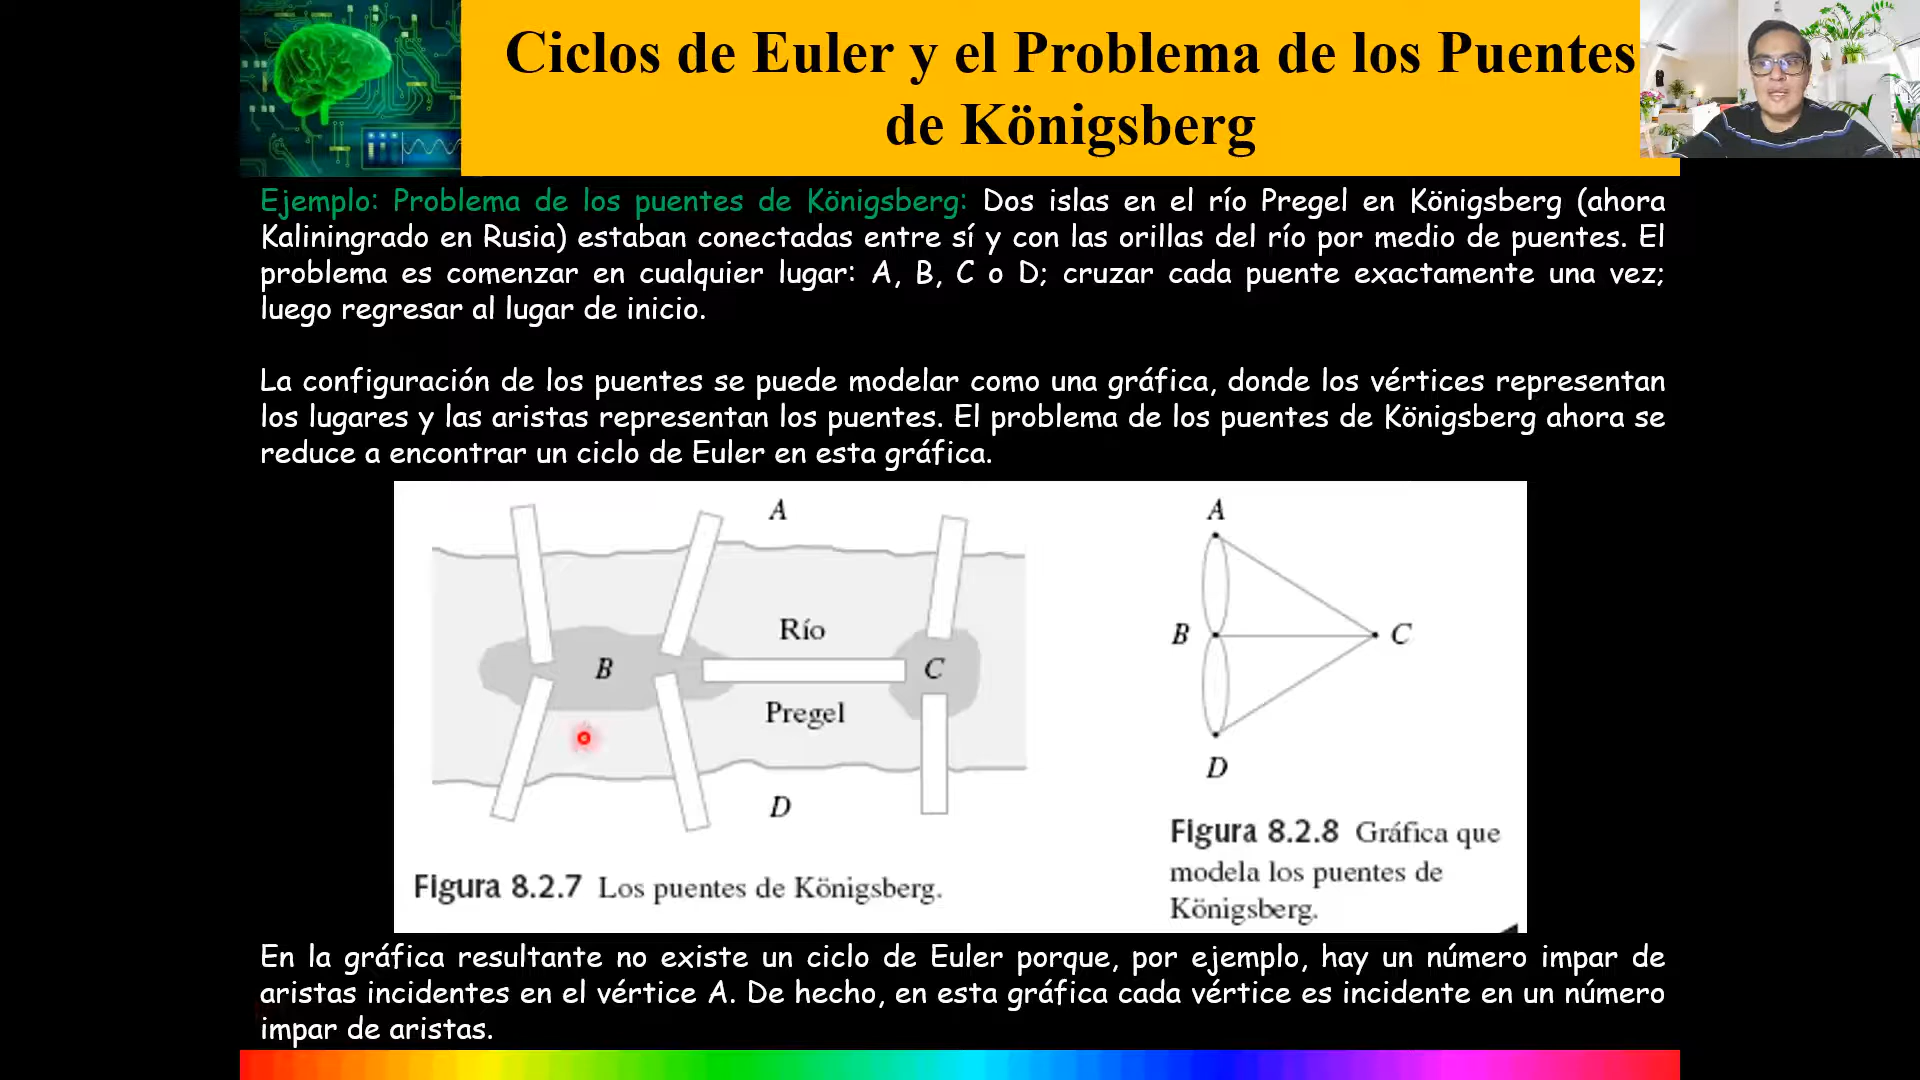 Ciclos de Euler y el Problema de los Puentes
de Königsberg
Ejemplo: Problema de los puentes de Königsberg: Dos islas en el río Pregel en Königsberg (ahora
Kaliningrado en Rusia) estaban conectadas entre sí y con las orillas del río por medio de puentes. El
problema es comenzar en cualquier lugar: A, B, C o D; cruzar cada puente exactamente una vez;
luego regresar al lugar de inicio.
La configuración de los puentes se puede modelar como una gráfica, donde los vértices representan
los lugares y las aristas representan los puentes. El problema de los puentes de Königsberg ahora se
reduce a encontrar un ciclo de Euler en esta gráfica.
A
Río
B
C
Pregel
D
Figura 8.2.7 Los puentes de Königsberg.
A
B
C
D
Figura 8.2.8 Gráfica que
modela los puentes de
Königsberg.
En la gráfica resultante no existe un ciclo de Euler porque, por ejemplo, hay un número impar de
aristas incidentes en el vértice A. De hecho, en esta gráfica cada vértice es incidente en un número
impar de aristas.